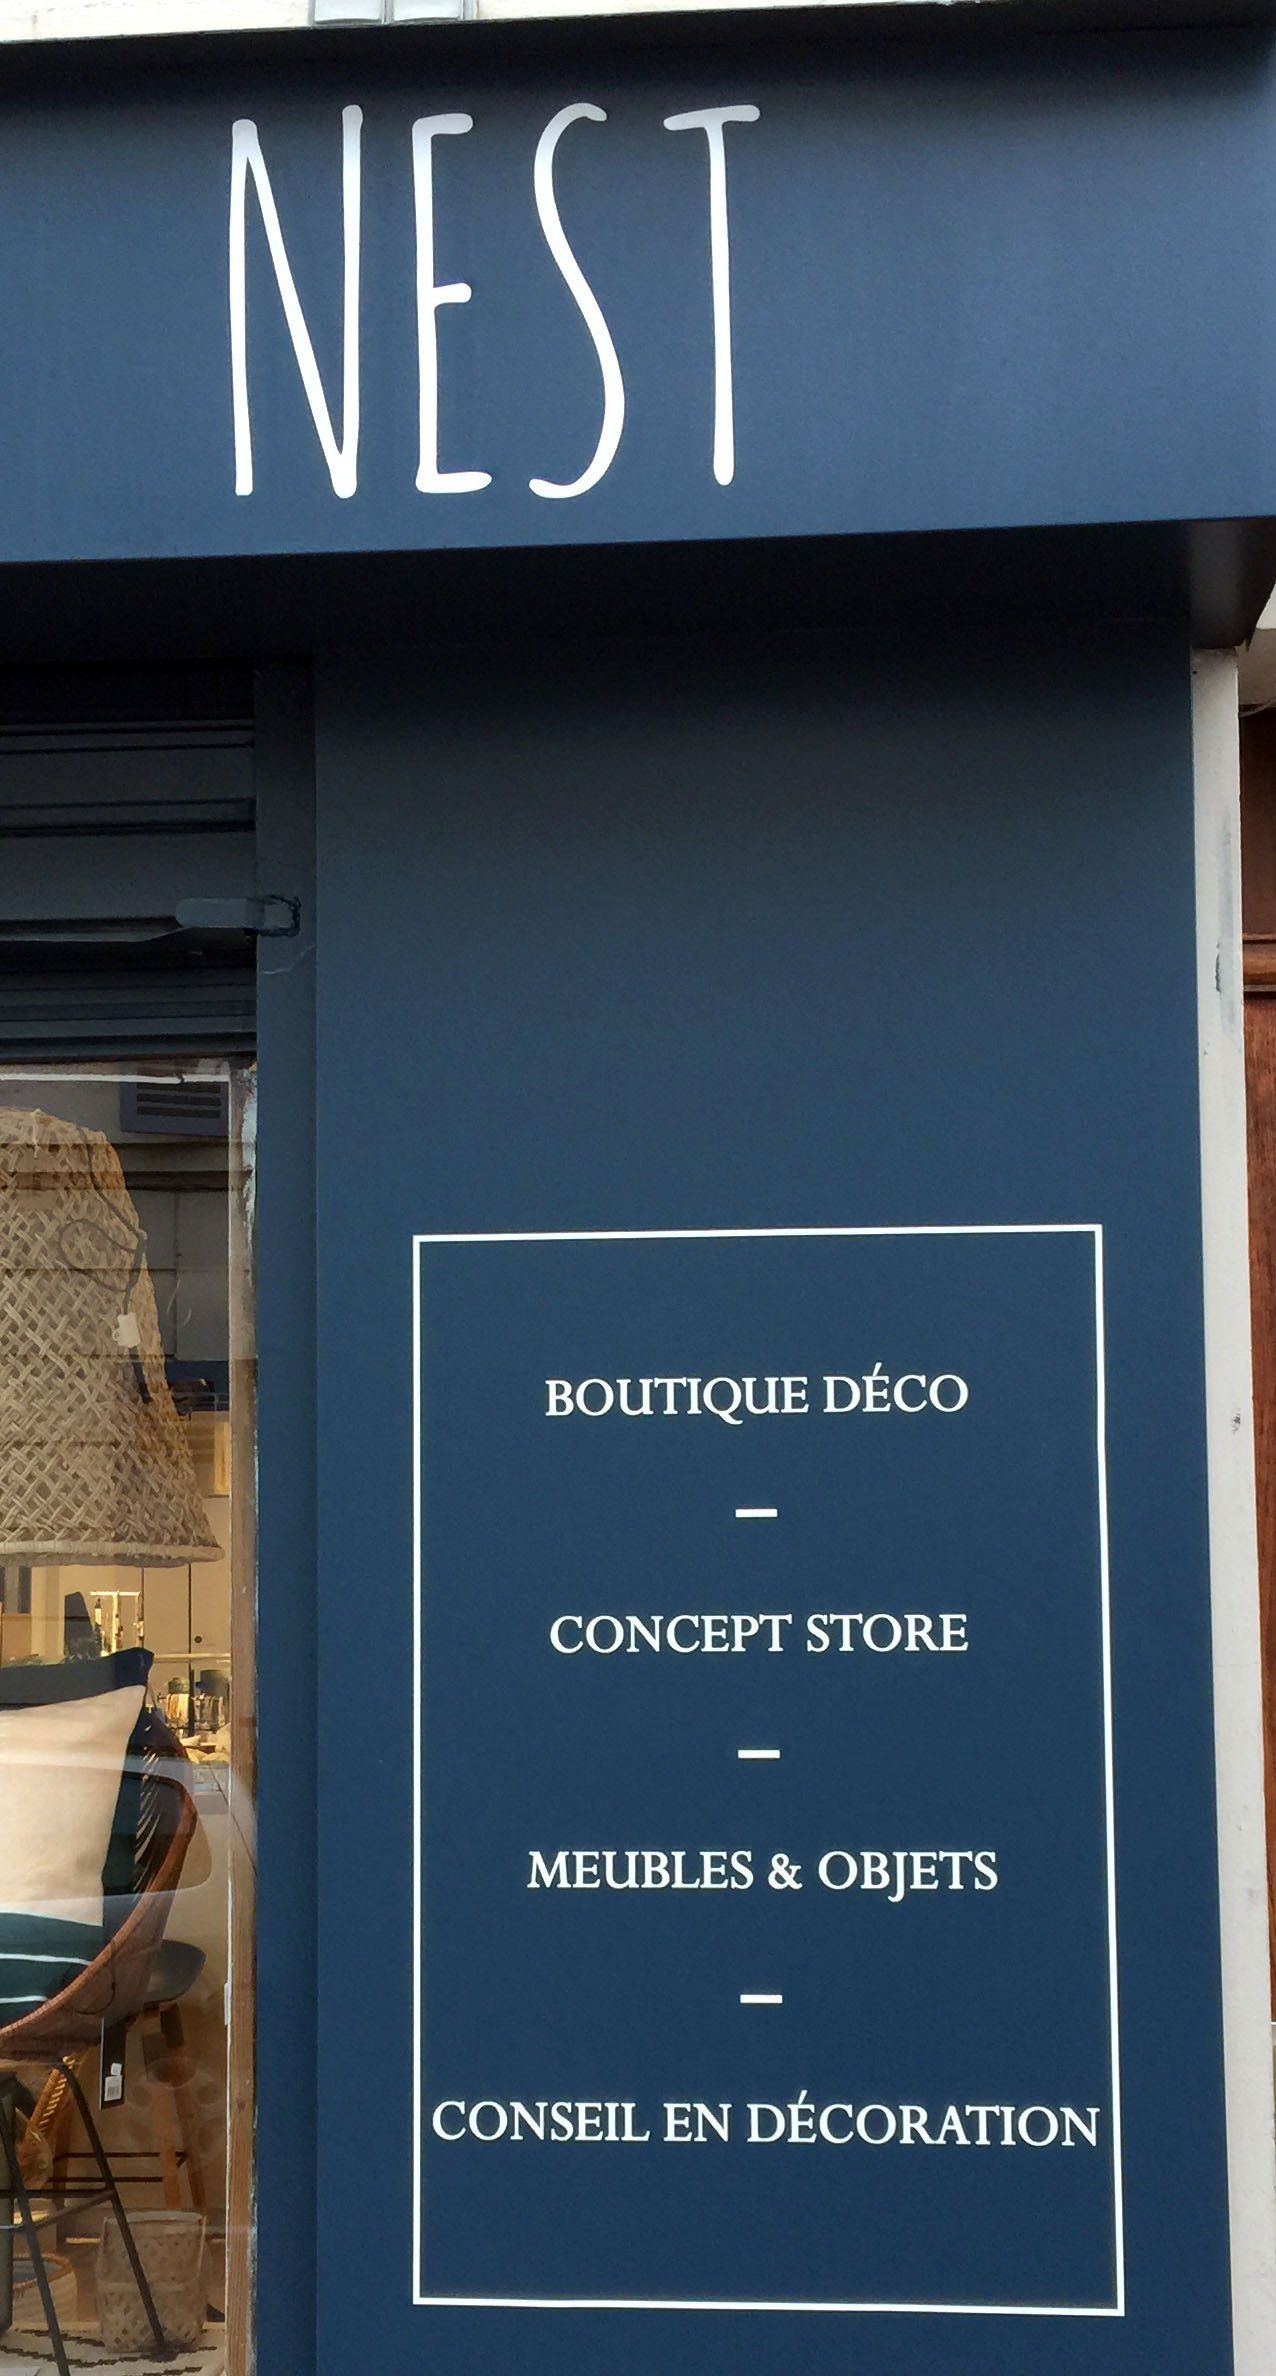 NEST
BOUTIQUE DÉCO
–
CONCEPT STORE
–
MEUBLES & OBJETS
–
CONSEIL EN DÉCORATION